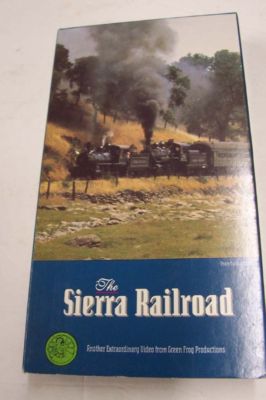 The
Sierra Railroad
Another Extraordinary Video from Green Frog Productions